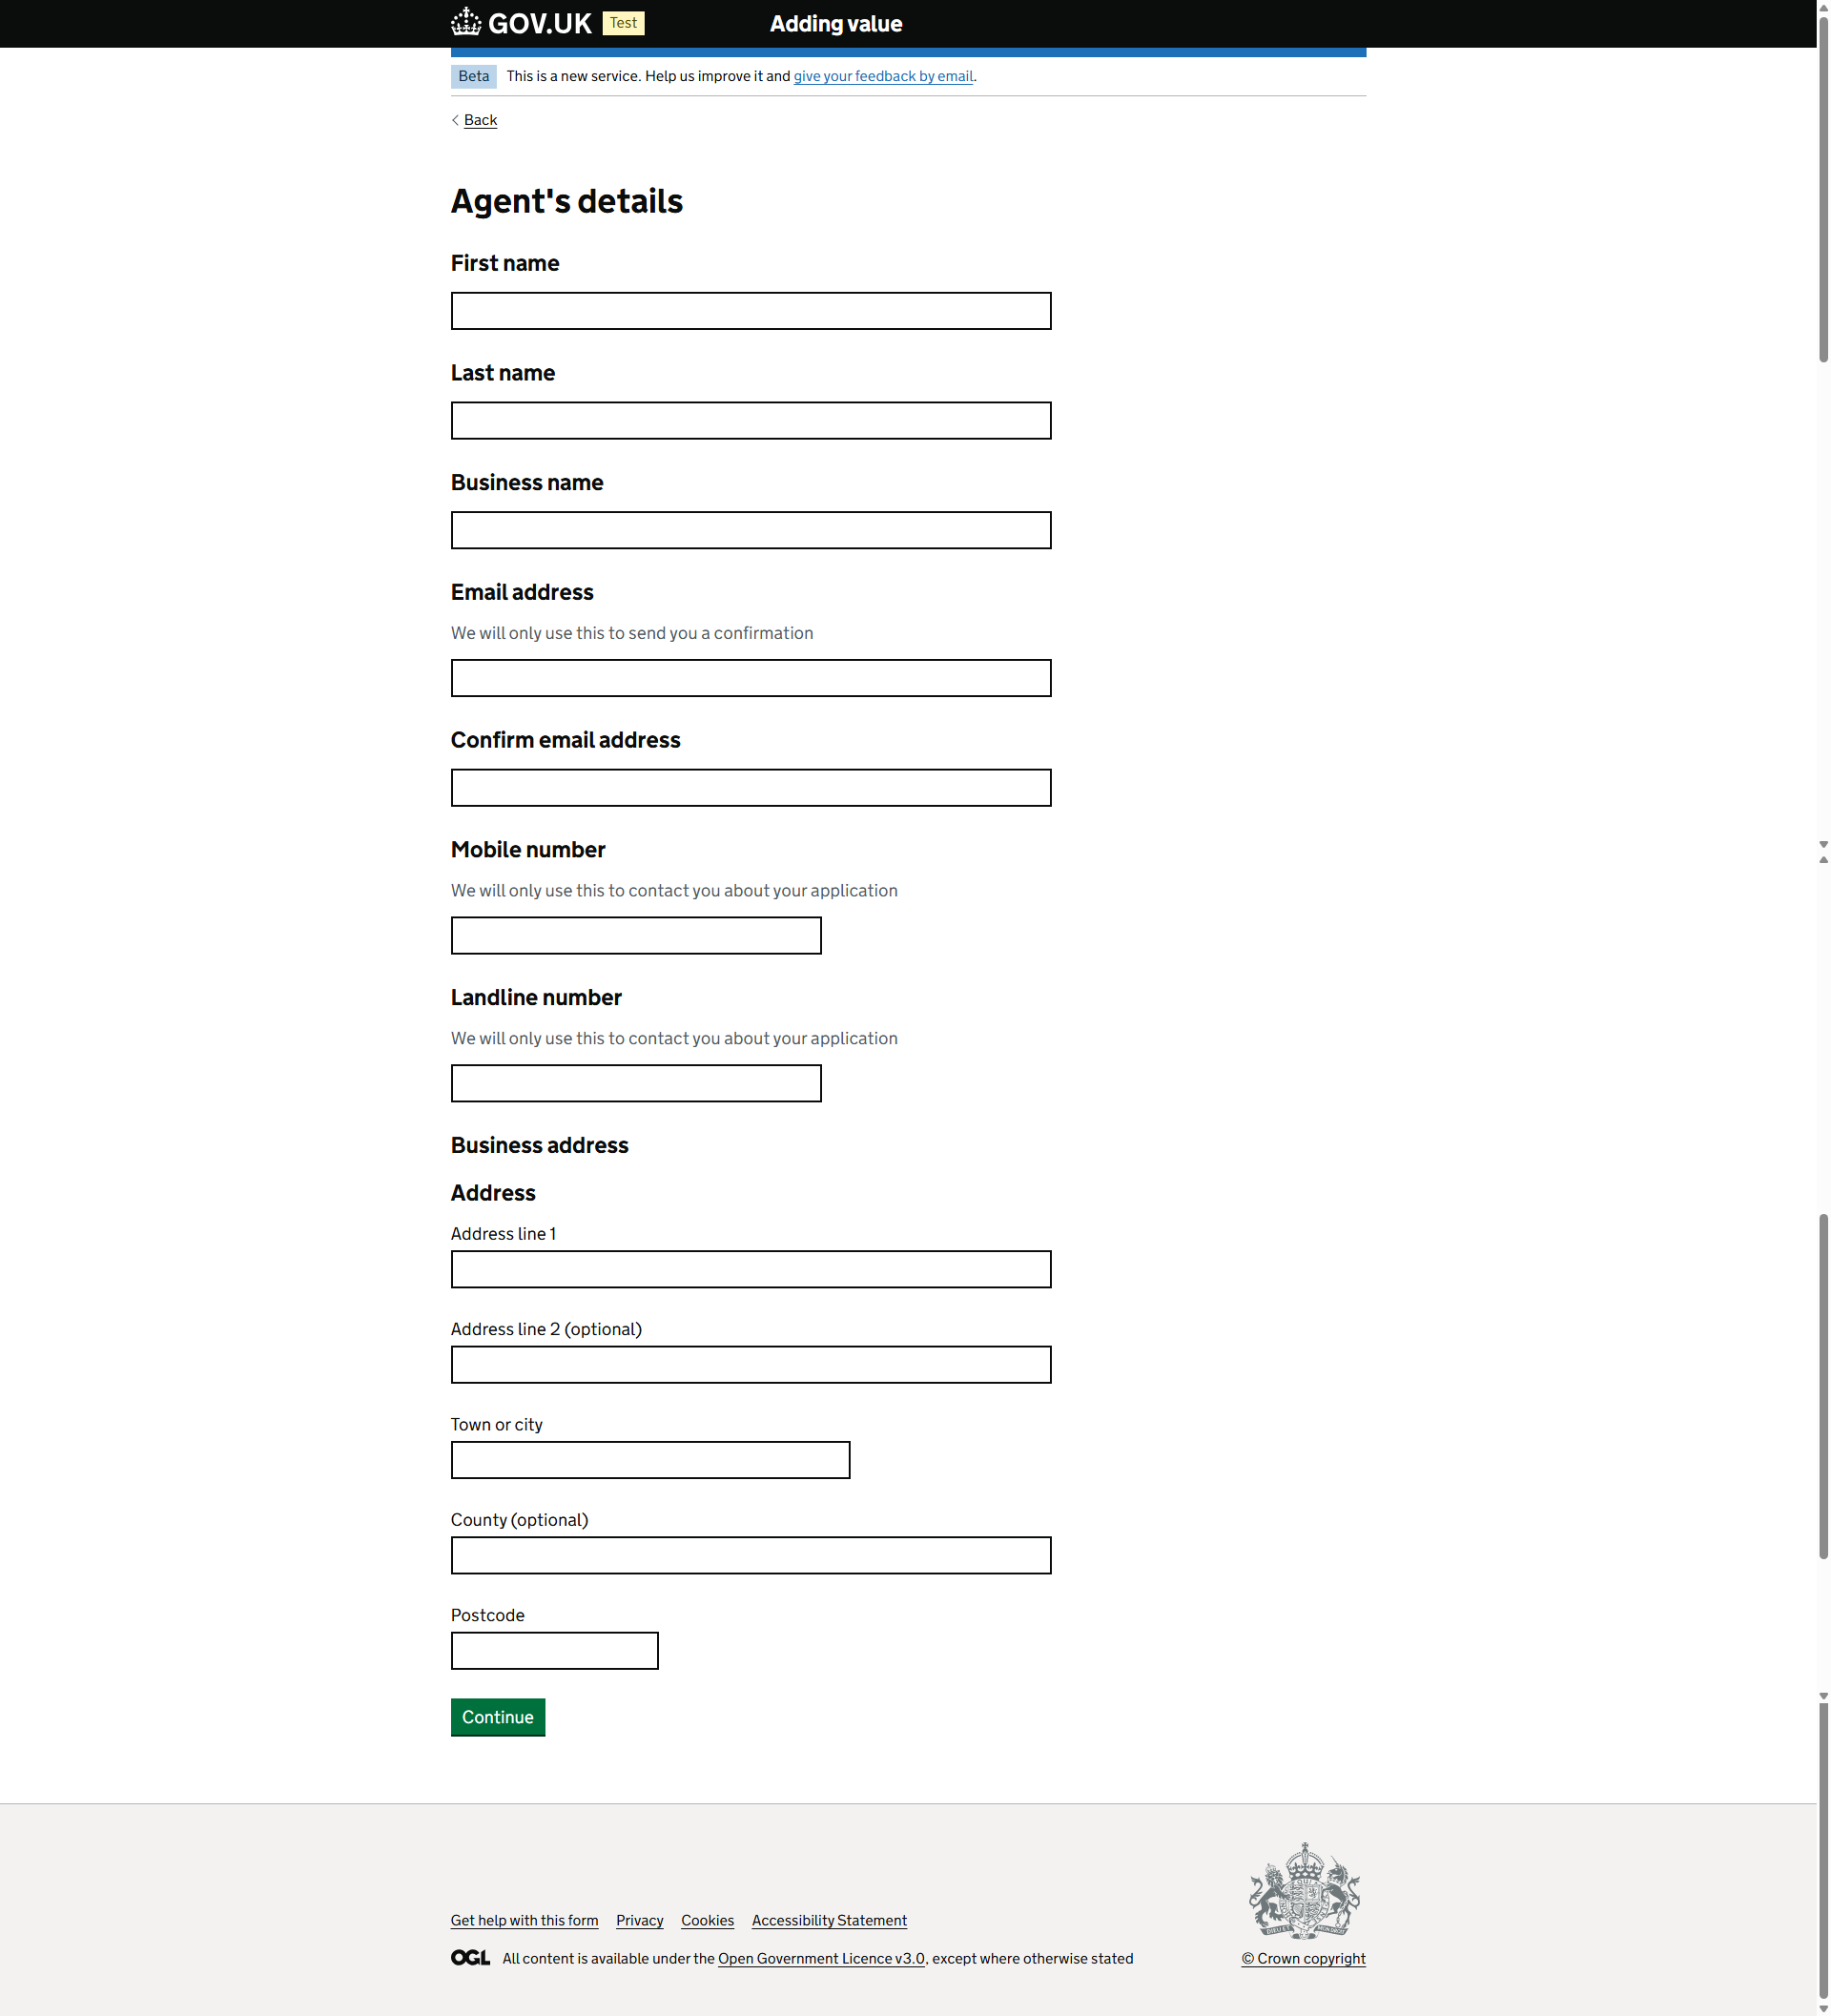 GOV.UK Test Adding value
Beta This is a new service. Help us improve it and give your feedback by email.
Back
Agent's details
First name
Last name
Business name
Email address
We will only use this to send you a confirmation
Confirm email address
Mobile number
We will only use this to contact you about your application
Landline number
We will only use this to contact you about your application
Business address
Address
Address line 1
Address line 2 (optional)
Town or city
County (optional)
Postcode
Continue
Get help with this form Privacy Cookies Accessibility Statement
OGL All content is available under the Open Government Licence v3.0, except where otherwise stated
© Crown copyright